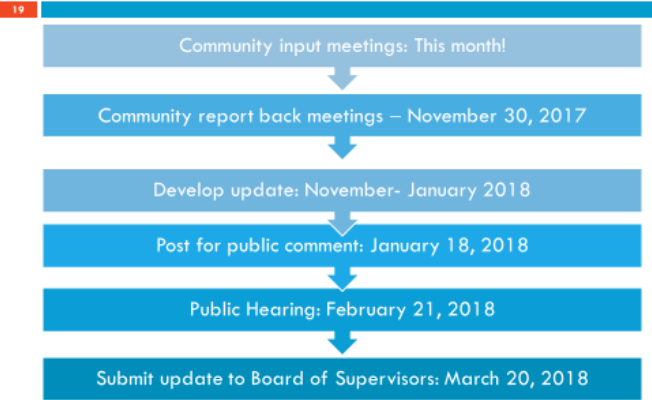 19
Community input meetings: This month!
Community report back meetings – November 30, 2017
Develop update: November- January 2018
Post for public comment: January 18, 2018
Public Hearing: February 21, 2018
Submit update to Board of Supervisors: March 20, 2018